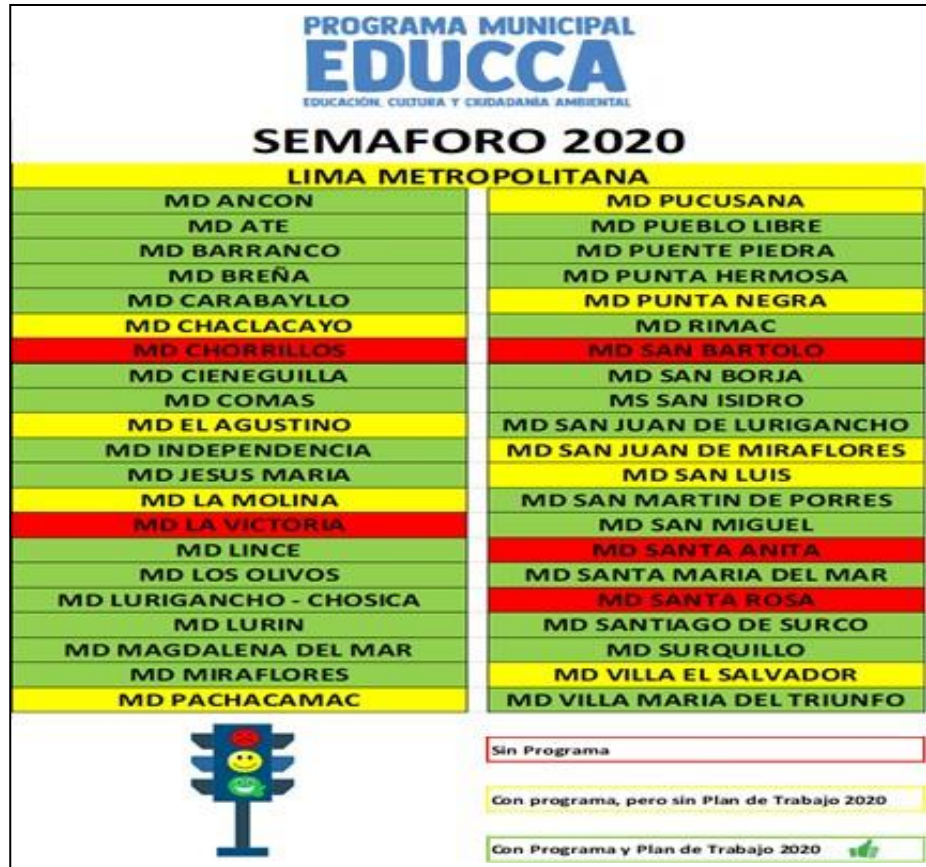 PROGRAMA MUNICIPAL
EDUCCA
EDUCACIÓN, CULTURA Y CIUDADANÍA AMBIENTAL
SEMAFORO 2020
LIMA METROPOLITANA
MD ANCON
MD ATE
MD BARRANCO
MD BREÑA
MD CARABAYLLO
MD CHACLACAYO
MD CHORRILLOS
MD CIENEGUILLA
MD COMAS
MD EL AGUSTINO
MD INDEPENDENCIA
MD JESUS MARIA
MD LA MOLINA
MD LA VICTORIA
MD LINCE
MD LOS OLIVOS
MD LURIGANCHO - CHOSICA
MD LURIN
MD MAGDALENA DEL MAR
MD MIRAFLORES
MD PACHACAMAC
MD PUCUSANA
MD PUEBLO LIBRE
MD PUENTE PIEDRA
MD PUNTA HERMOSA
MD PUNTA NEGRA
MD RIMAC
MD SAN BARTOLO
MD SAN BORJA
MS SAN ISIDRO
MD SAN JUAN DE LURIGANCHO
MD SAN JUAN DE MIRAFLORES
MD SAN LUIS
MD SAN MARTIN DE PORRES
MD SAN MIGUEL
MD SANTA ANITA
MD SANTA MARIA DEL MAR
MD SANTA ROSA
MD SANTIAGO DE SURCO
MD SURQUILLO
MD VILLA EL SALVADOR
MD VILLA MARIA DEL TRIUNFO
Sin Programa
Con programa, pero sin Plan de Trabajo 2020
Con Programa y Plan de Trabajo 2020